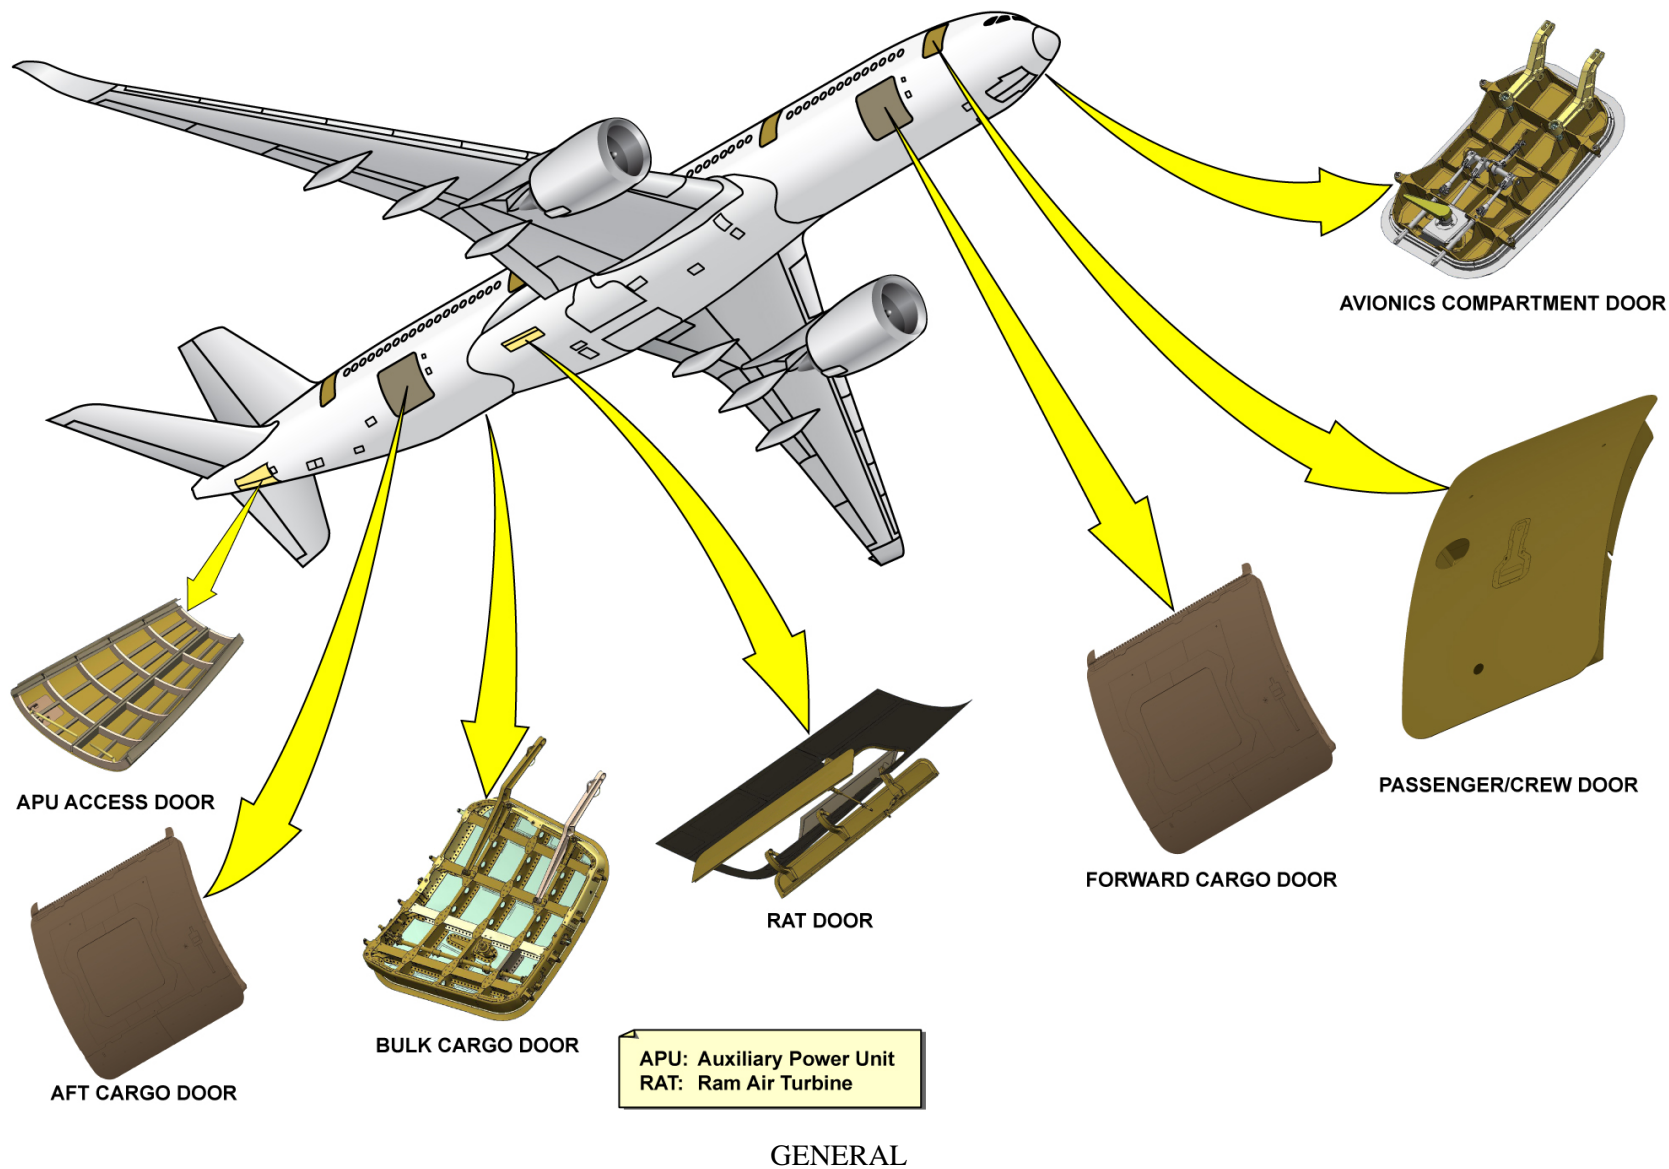 AVIONICS COMPARTMENT DOOR
PASSENGER/CREW DOOR
APU ACCESS DOOR
FORWARD CARGO DOOR
RAT DOOR
BULK CARGO DOOR
AFT CARGO DOOR
APU: Auxiliary Power Unit
RAT: Ram Air Turbine
GENERAL